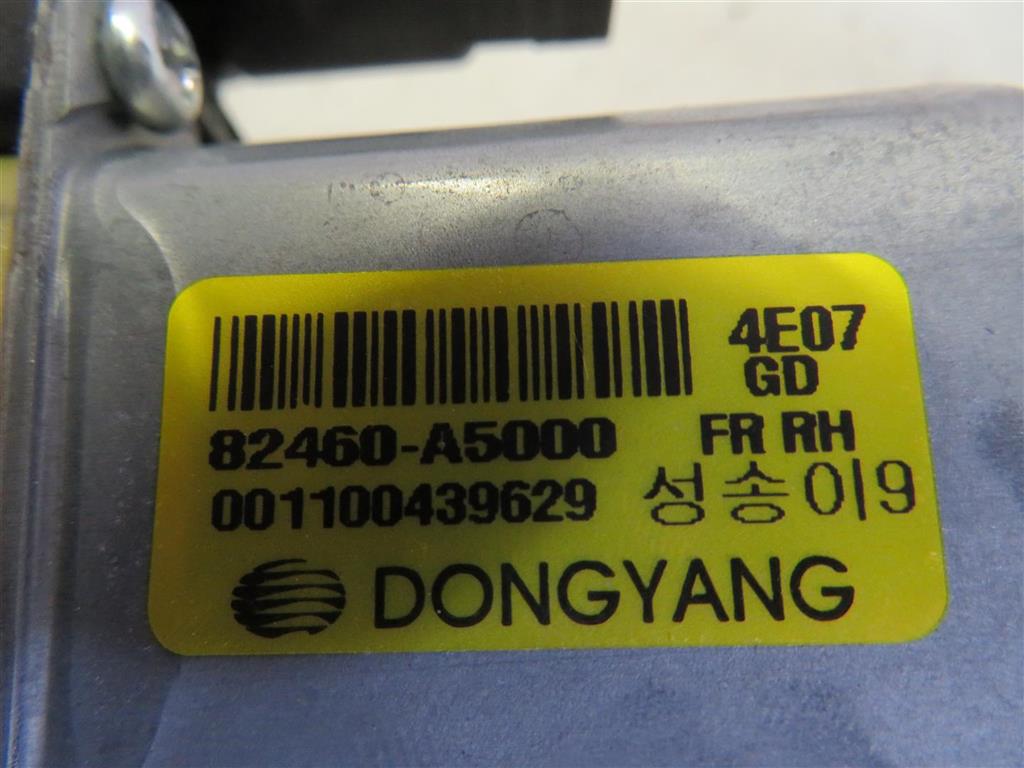 4E07
GD
82460-A5000
FR RH
001100439629
성송이9
DONGYANG